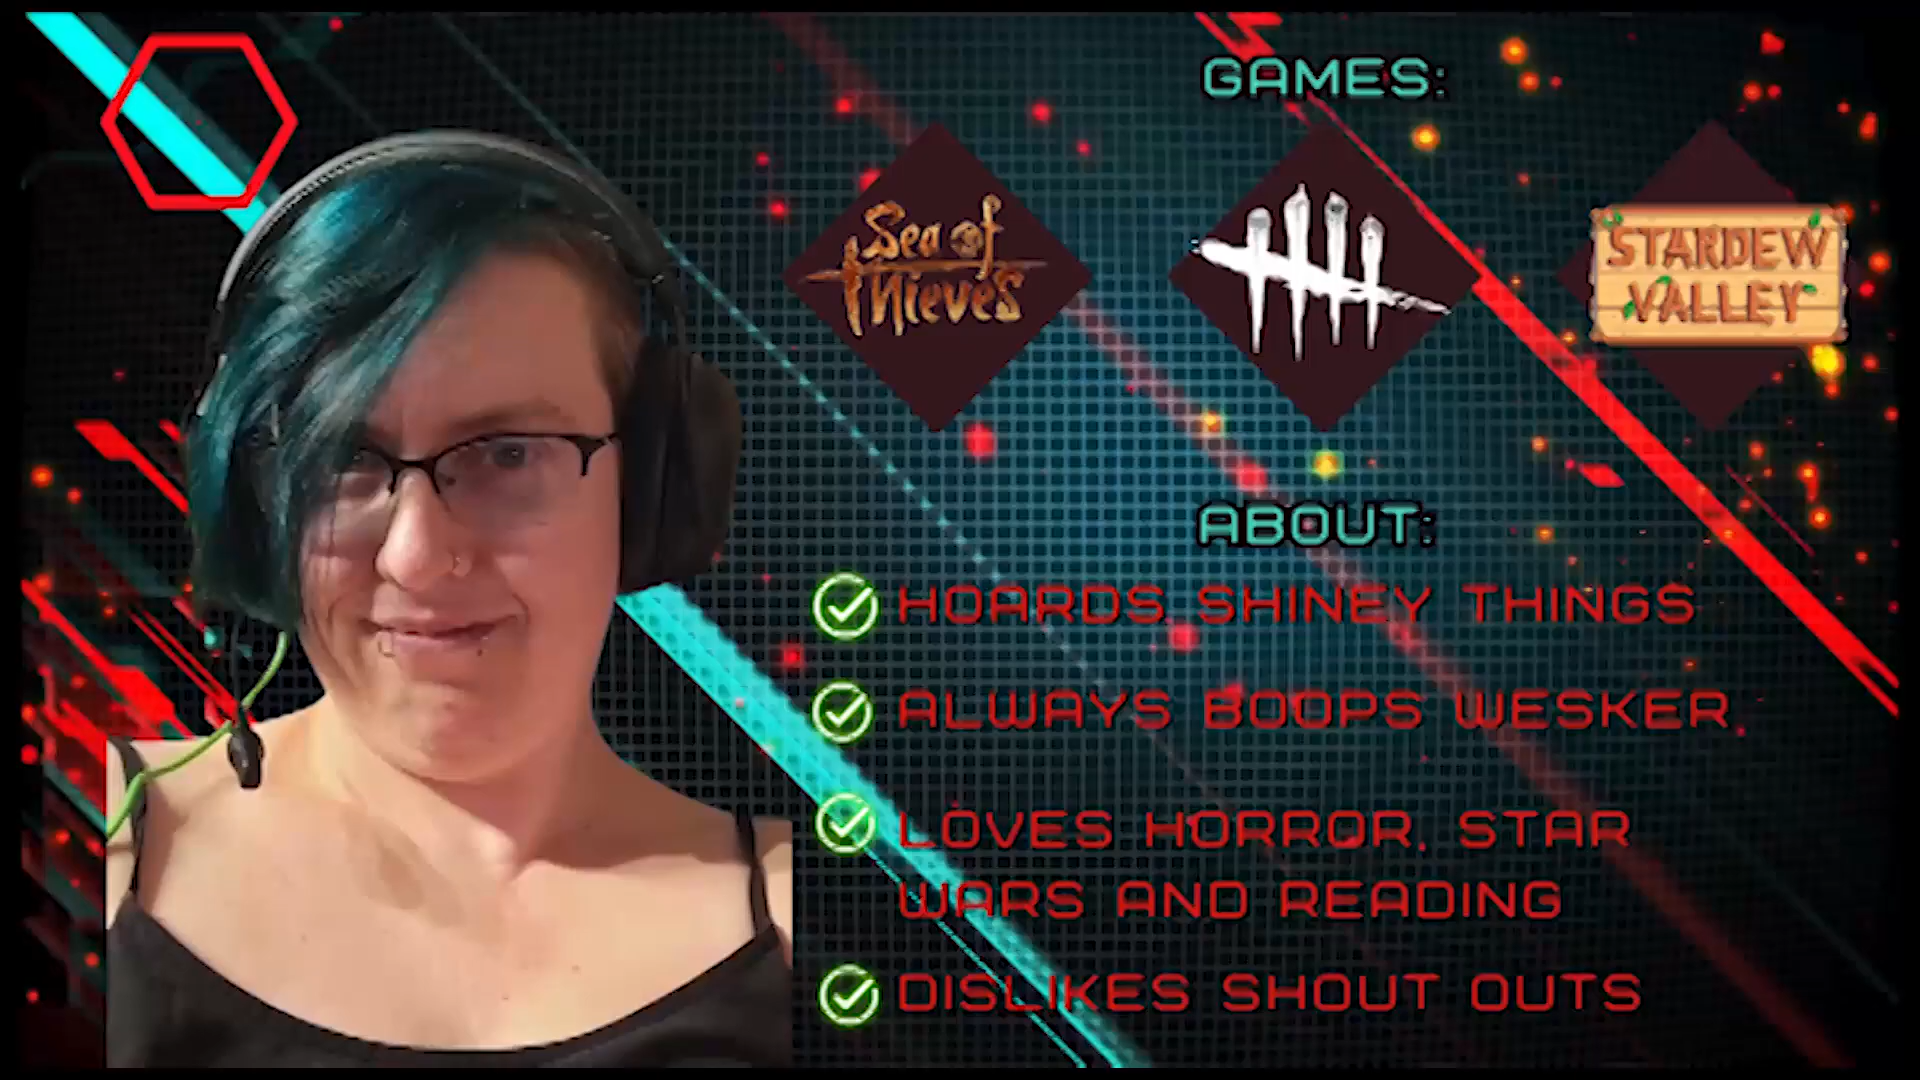 GAMES:
Sea of
Thieves
STARDEW
VALLEY
ABOUT:
HOARDS SHINEY THINGS
ALWAYS BOOPS WESKER
LOVES HORROR, STAR
WARS AND READING
DISLIKES SHOUT OUTS